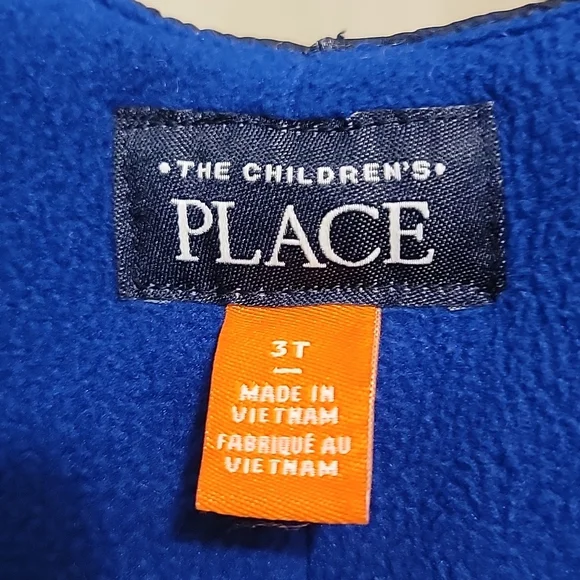 •THE CHILDREN'S•
PLACE
3T
—
MADE IN
VIETNAM
FABRIQUÉ AU
VIETNAM